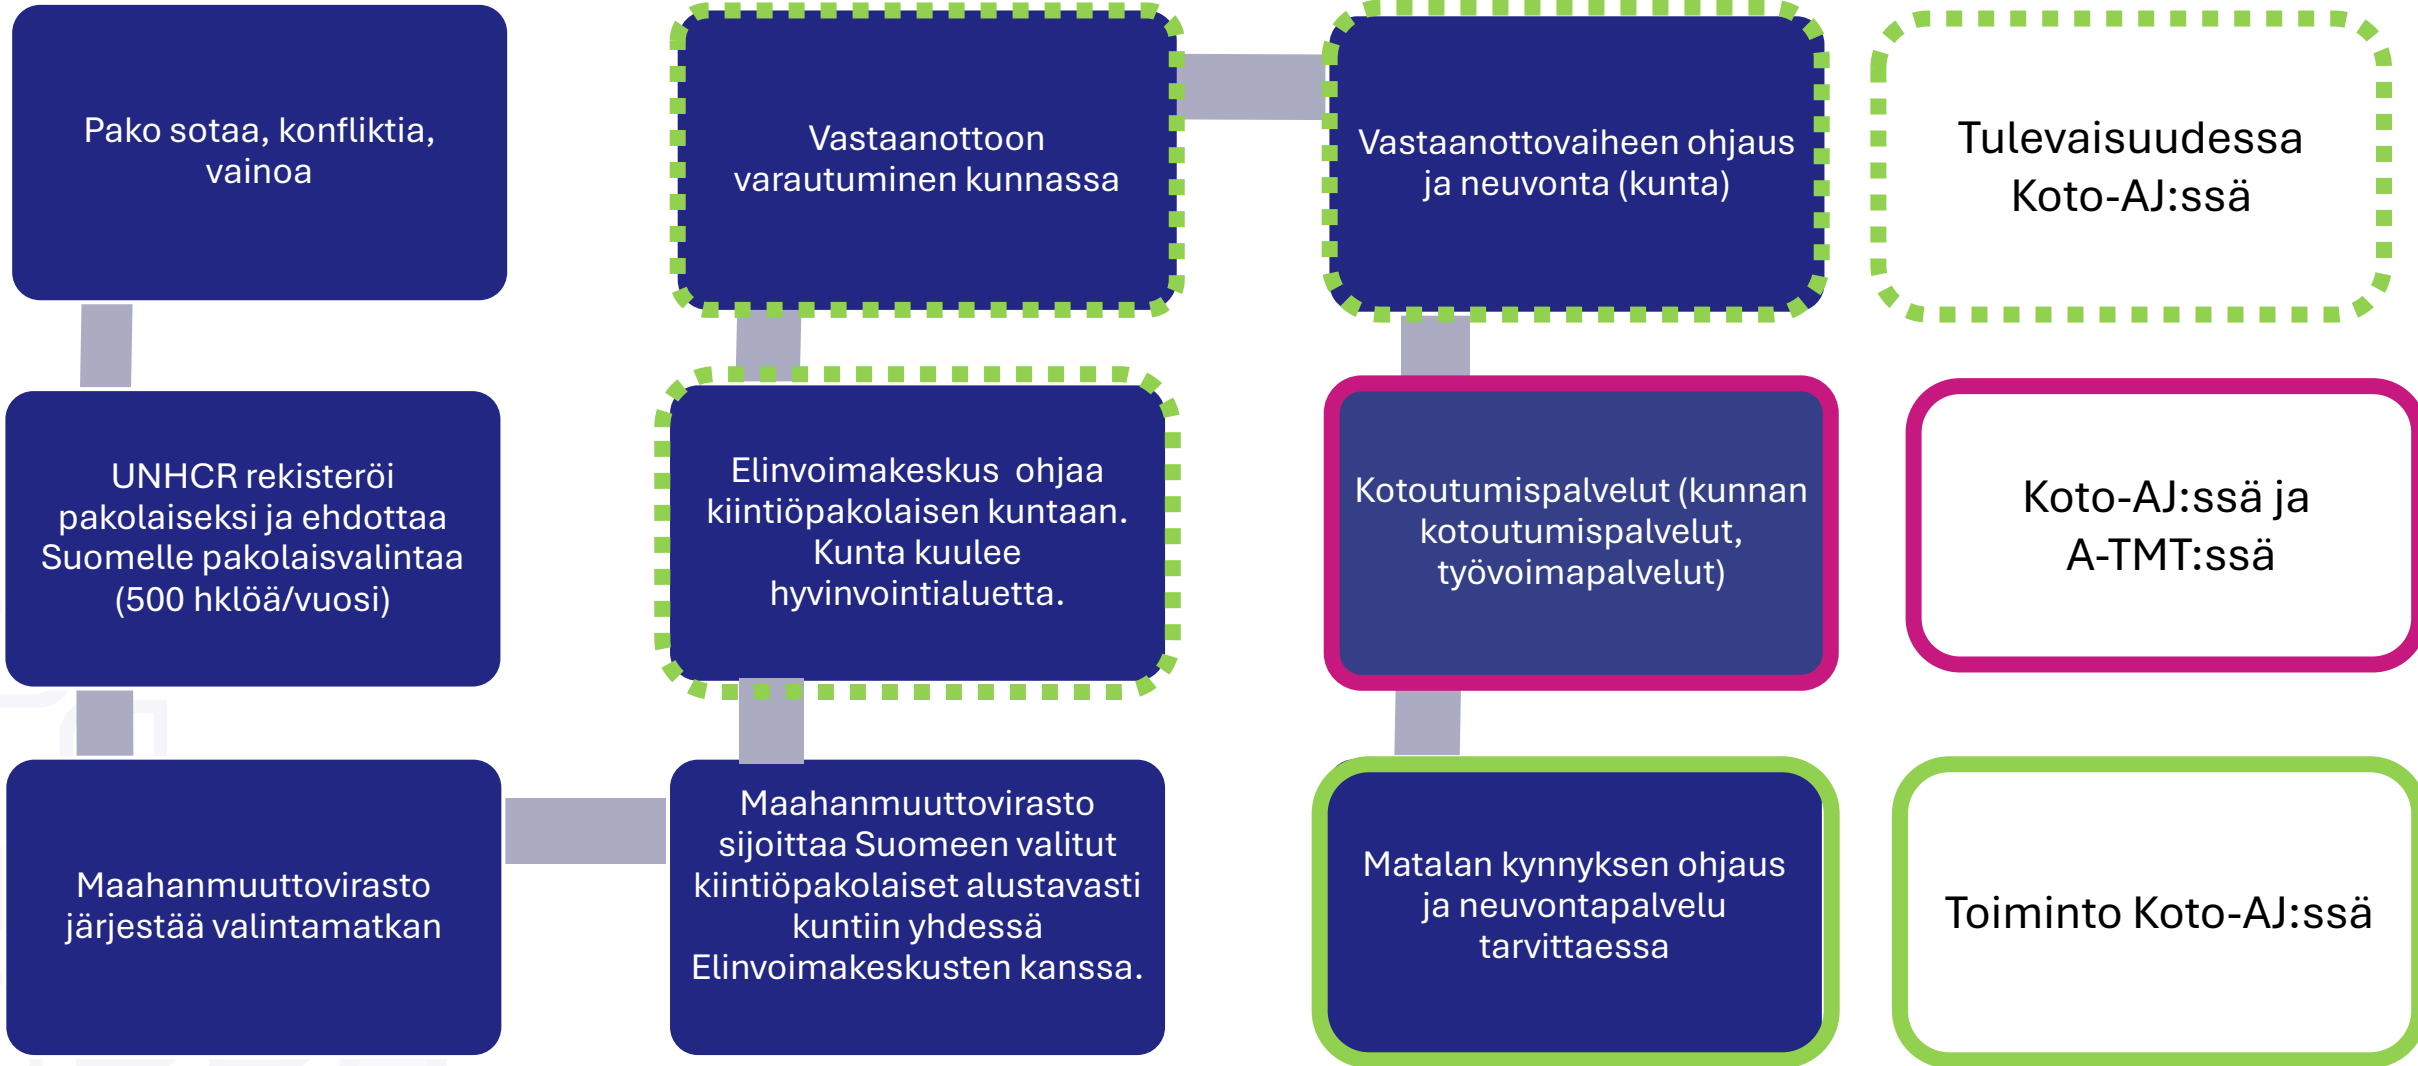 Pako sotaa, konfliktia,
vainoa
UNHCR rekisteröi
pakolaiseksi ja ehdottaa
Suomelle pakolaisvalintaa
(500 hklöä/vuosi)
Maahanmuuttovirasto
järjestää valintamatkan
Maahanmuuttovirasto
sijoittaa Suomeen valitut
kiintiöpakolaiset alustavasti
kuntiin yhdessä
Elinvoimakeskusten kanssa.
Elinvoimakeskus ohjaa
kiintiöpakolaisen kuntaan.
Kunta kuulee
hyvinvointialuetta.
Vastaanottoon
varautuminen kunnassa
Vastaanottovaiheen ohjaus
ja neuvonta (kunta)
Kotoutumispalvelut (kunnan
kotoutumispalvelut,
työvoimapalvelut)
Matalan kynnyksen ohjaus
ja neuvontapalvelu
tarvittaessa
Tulevaisuudessa
Koto-AJ:ssä
Koto-AJ:ssä ja
A-TMT:ssä
Toiminto Koto-AJ:ssä